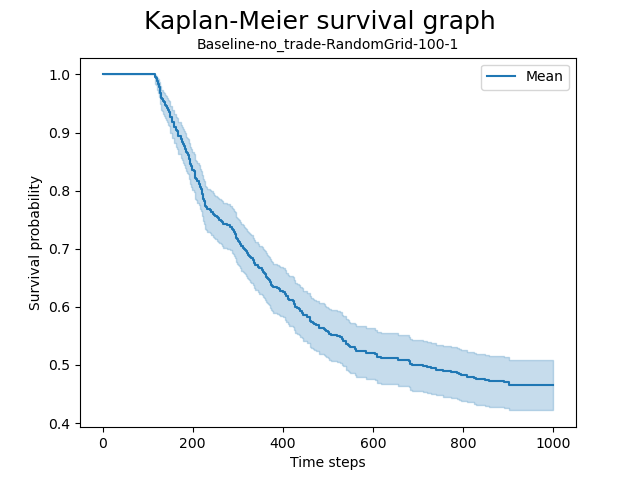 Kaplan-Meier survival graph
Baseline-no_trade-RandomGrid-100-1
Mean
Survival probability
1.0
0.9
0.8
0.7
0.6
0.5
0.4
0 200 400 600 800 1000
Time steps